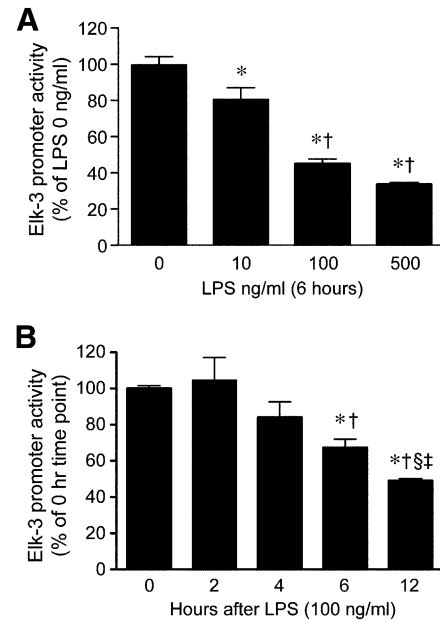 A
Elk-3 promoter activity
(% of LPS 0 ng/ml)
120
100
80
60
40
20
0
*
*†
*†
0 10 100 500
LPS ng/ml (6 hours)
B
Elk-3 promoter activity
(% of 0 hr time point)
120
100
80
60
40
20
0
*†
*†§‡
0 2 4 6 12
Hours after LPS (100 ng/ml)